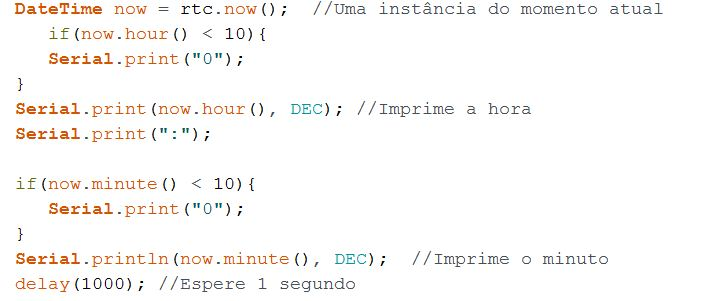 DateTime now = rtc.now();  //Uma instância do momento atual
   if(now.hour() < 10){
   Serial.print("0");
}
Serial.print(now.hour(), DEC); //Imprime a hora
Serial.print(":");

if(now.minute() < 10){
   Serial.print("0");
}
Serial.println(now.minute(), DEC);  //Imprime o minuto
delay(1000); //Espere 1 segundo